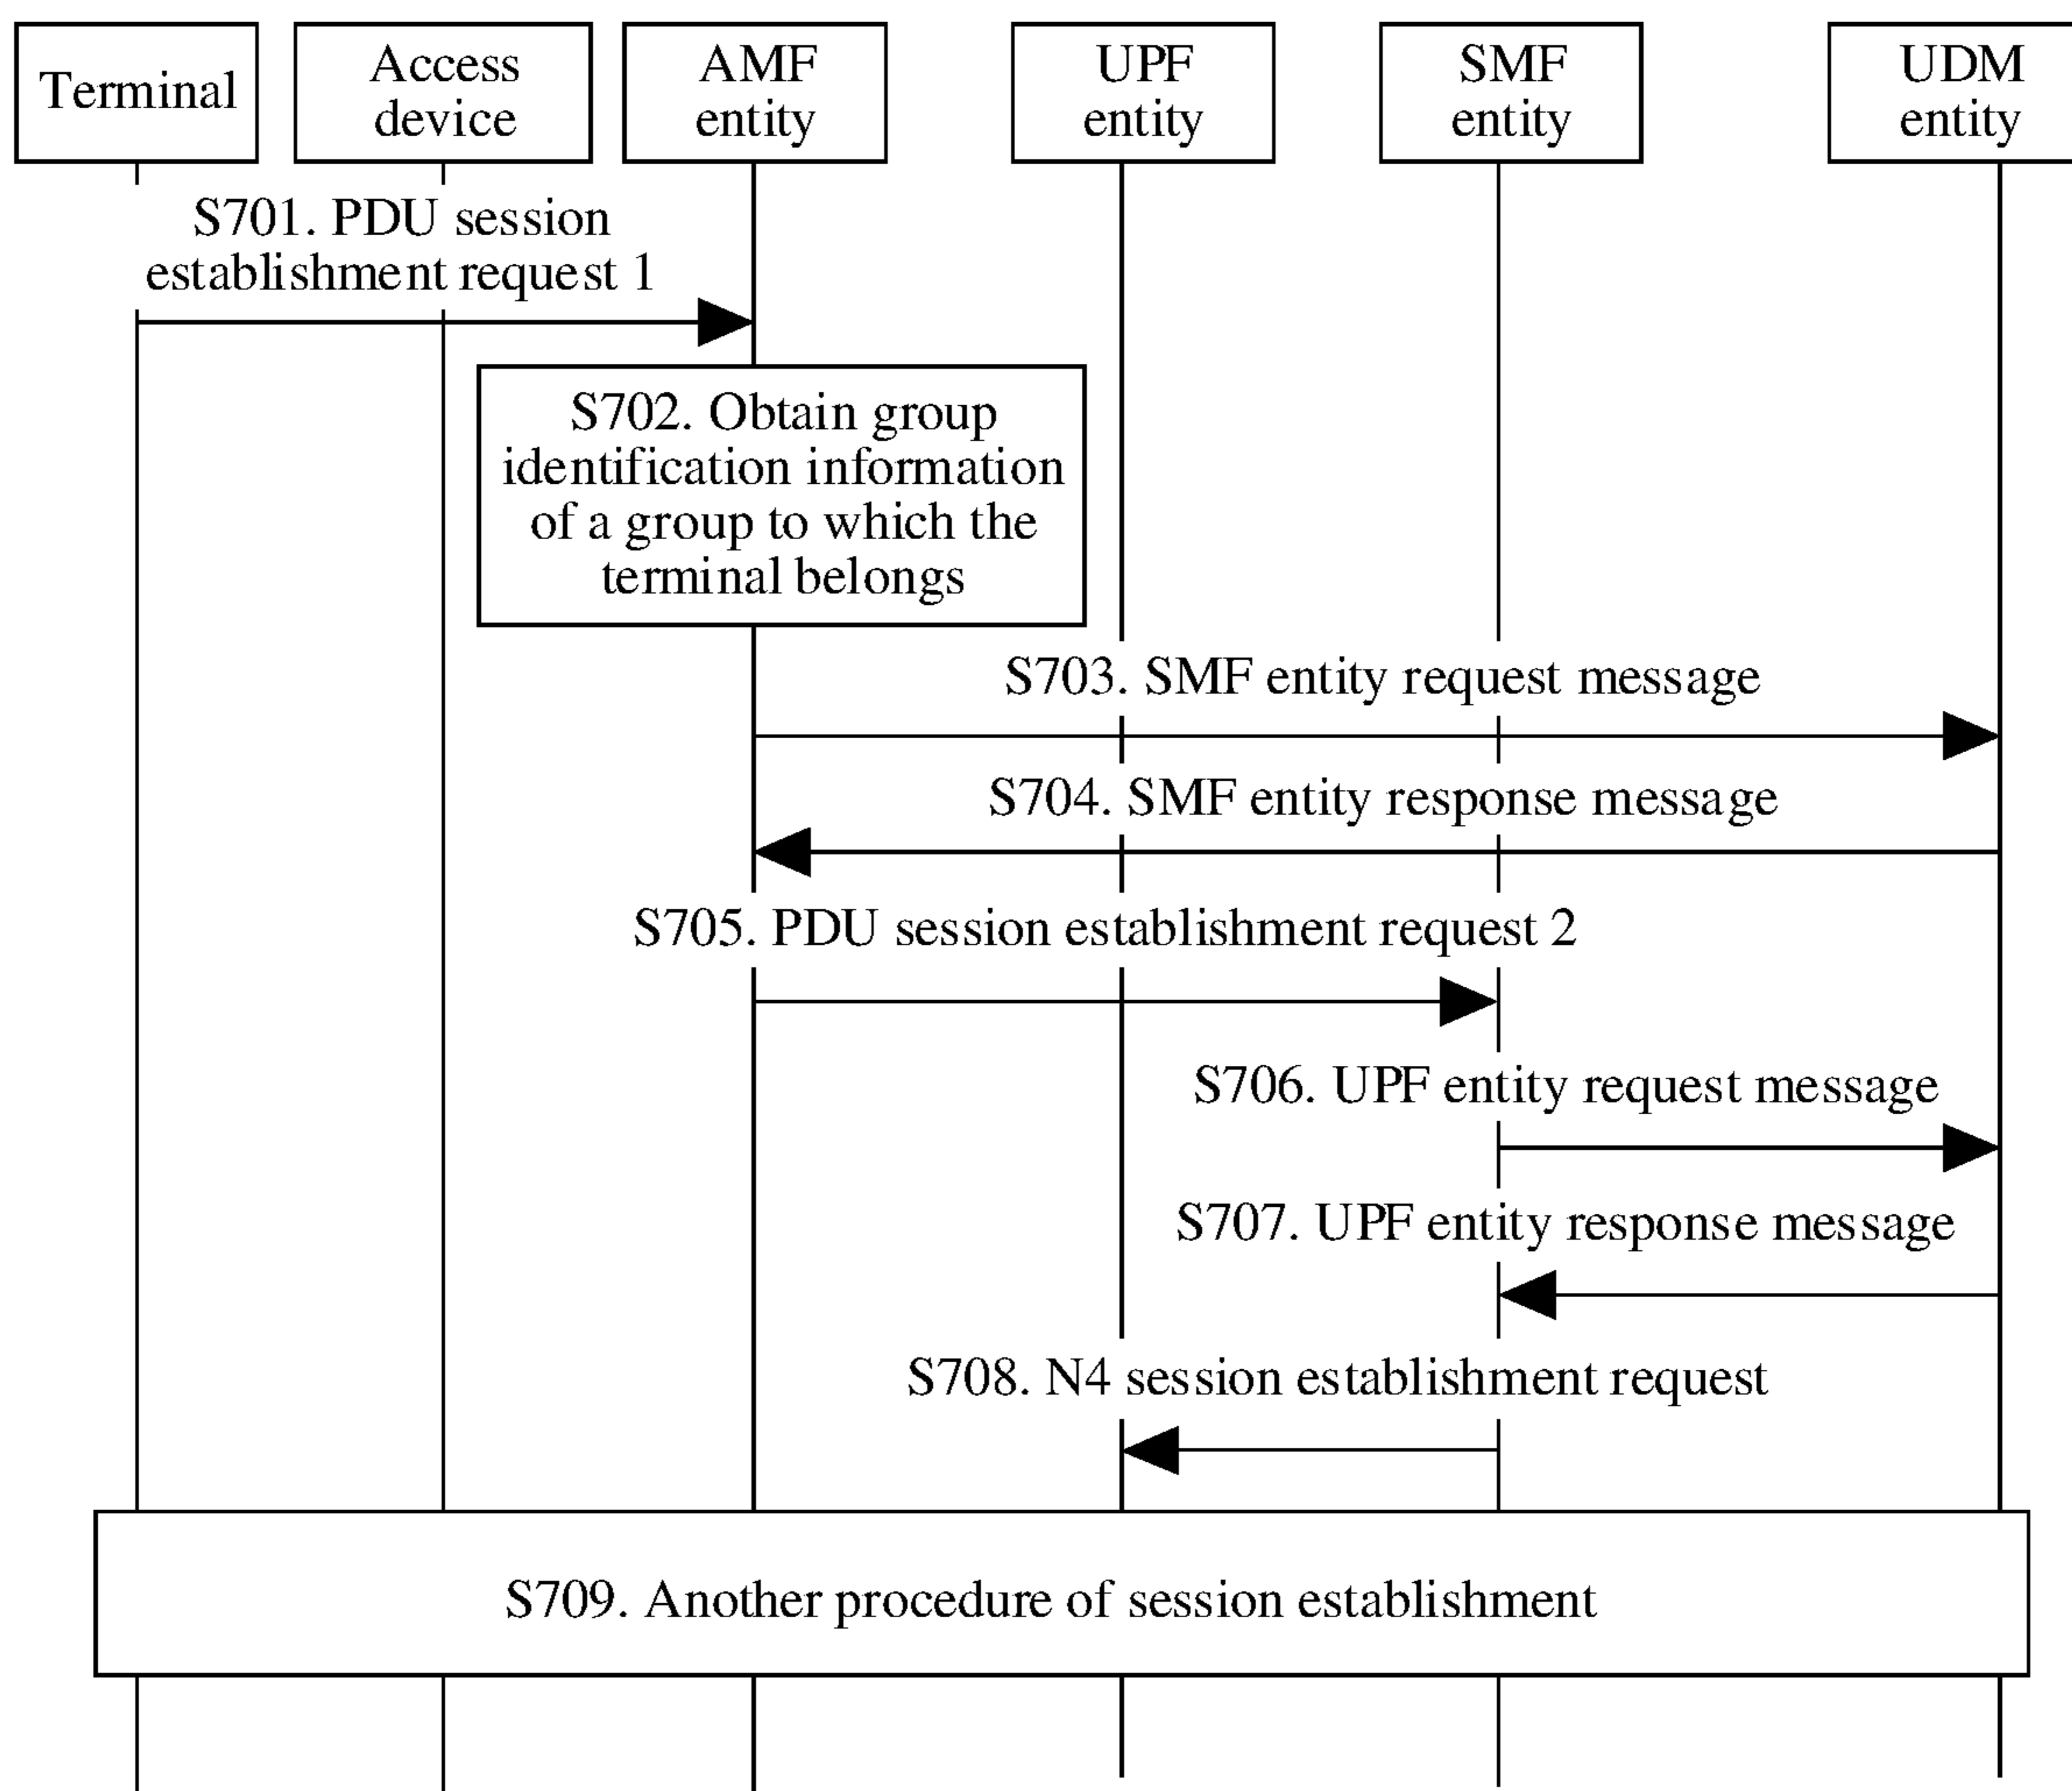 Terminal
Access
device
AMF
entity
UPF
entity
SMF
entity
UDM
entity
S701. PDU session
establishment request 1
S702. Obtain group
identification information
of a group to which the
terminal belongs
S703. SMF entity request message
S704. SMF entity response message
S705. PDU session establishment request 2
S706. UPF entity request message
S707. UPF entity response message
S708. N4 session establishment request
S709. Another procedure of session establishment